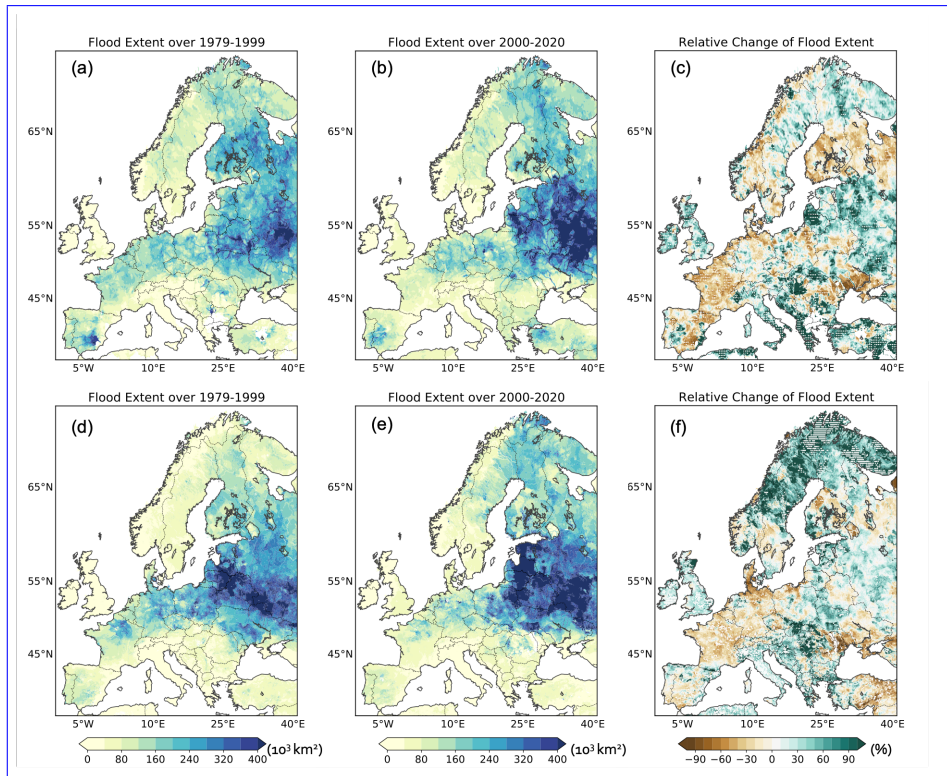 Flood Extent over 1979-1999
Flood Extent over 2000-2020
Relative Change of Flood Extent
(a)
(b)
(c)
65°N
65°N
65°N
55°N
55°N
55°N
45°N
45°N
45°N
5°W 10°E 25°E 40°E
5°W 10°E 25°E 40°E
5°W 10°E 25°E 40°E
Flood Extent over 1979-1999
Flood Extent over 2000-2020
Relative Change of Flood Extent
(d)
(e)
(f)
65°N
65°N
65°N
55°N
55°N
55°N
45°N
45°N
45°N
5°W 10°E 25°E 40°E
5°W 10°E 25°E 40°E
5°W 10°E 25°E 40°E
0 80 160 240 320 400 (10³ km²)
0 80 160 240 320 400 (10³ km²)
−90 −60 −30 0 30 60 90 (%)